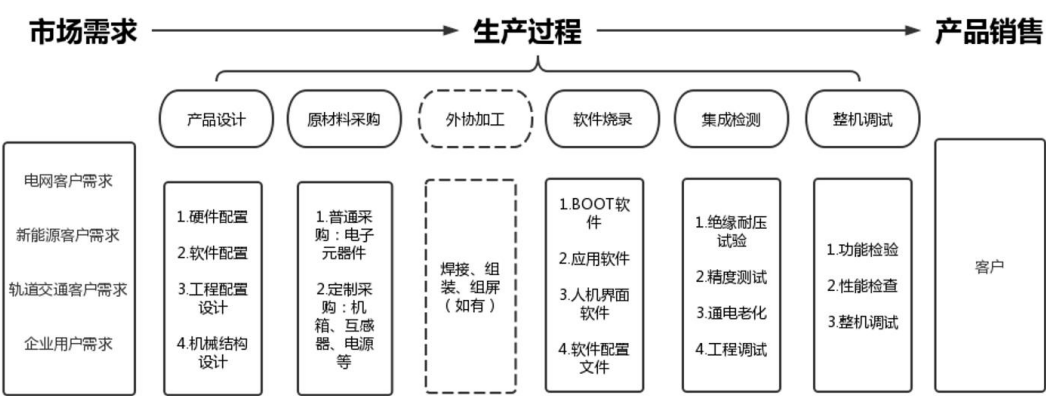 市场需求
生产过程
产品销售
产品设计
原材料采购
外协加工
软件烧录
集成检测
整机调试
电网客户需求
新能源客户需求
轨道交通客户需求
企业用户需求
1.硬件配置
2.软件配置
3.工程配置
设计
4.机械结构
设计
1.普通采
购：电子
元器件
2.定制采
购：机
箱、互感
器、电源
等
焊接、组
装、组屏
（如有）
1.BOOT软
件
2.应用软件
3.人机界面
软件
4.软件配置
文件
1.绝缘耐压
试验
2.精度测试
3.通电老化
4.工程调试
1.功能检验
2.性能检查
3.整机调试
客户